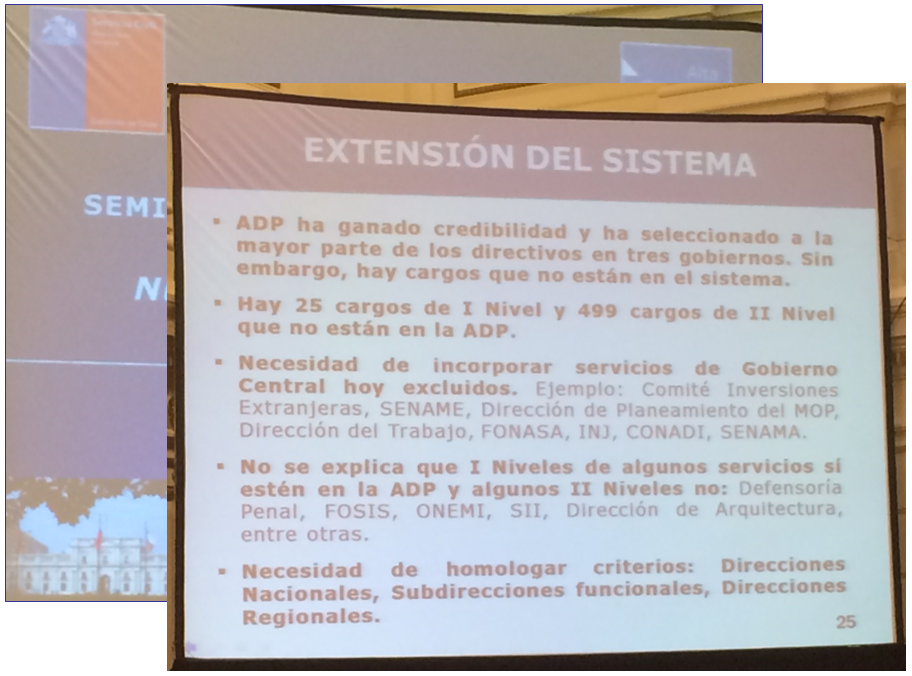 Servicio Civil
SEMI
EXTENSIÓN DEL SISTEMA
▪ ADP ha ganado credibilidad y ha seleccionado a la
mayor parte de los directivo en tres gobiernos. Sin
embargo, hay cargos que no están en el sistema.
▪ Hay 25 cargos de I Nivel y 499 cargos de II Nivel
que no están en la ADP.
▪ Necesidad de incorporar servicios de Gobierno
Central hoy excluidos. Ejemplo: Comité Inversiones
Extranjeras, SENAME, Dirección de Planeamiento del MOP,
Dirección del Trabajo, FONASA, INJ, CONADI, SENAMA.
▪ No se explica que I Niveles de algunos servicios sí
estén en la ADP y algunos II Niveles no: Defensoría
Penal, FOSIS, ONEMI, SII, Dirección de Arquitectura,
entre otras.
▪ Necesidad de homologar criterios: Direcciones
Nacionales, Subdirecciones funcionales, Direcciones
Regionales.
25